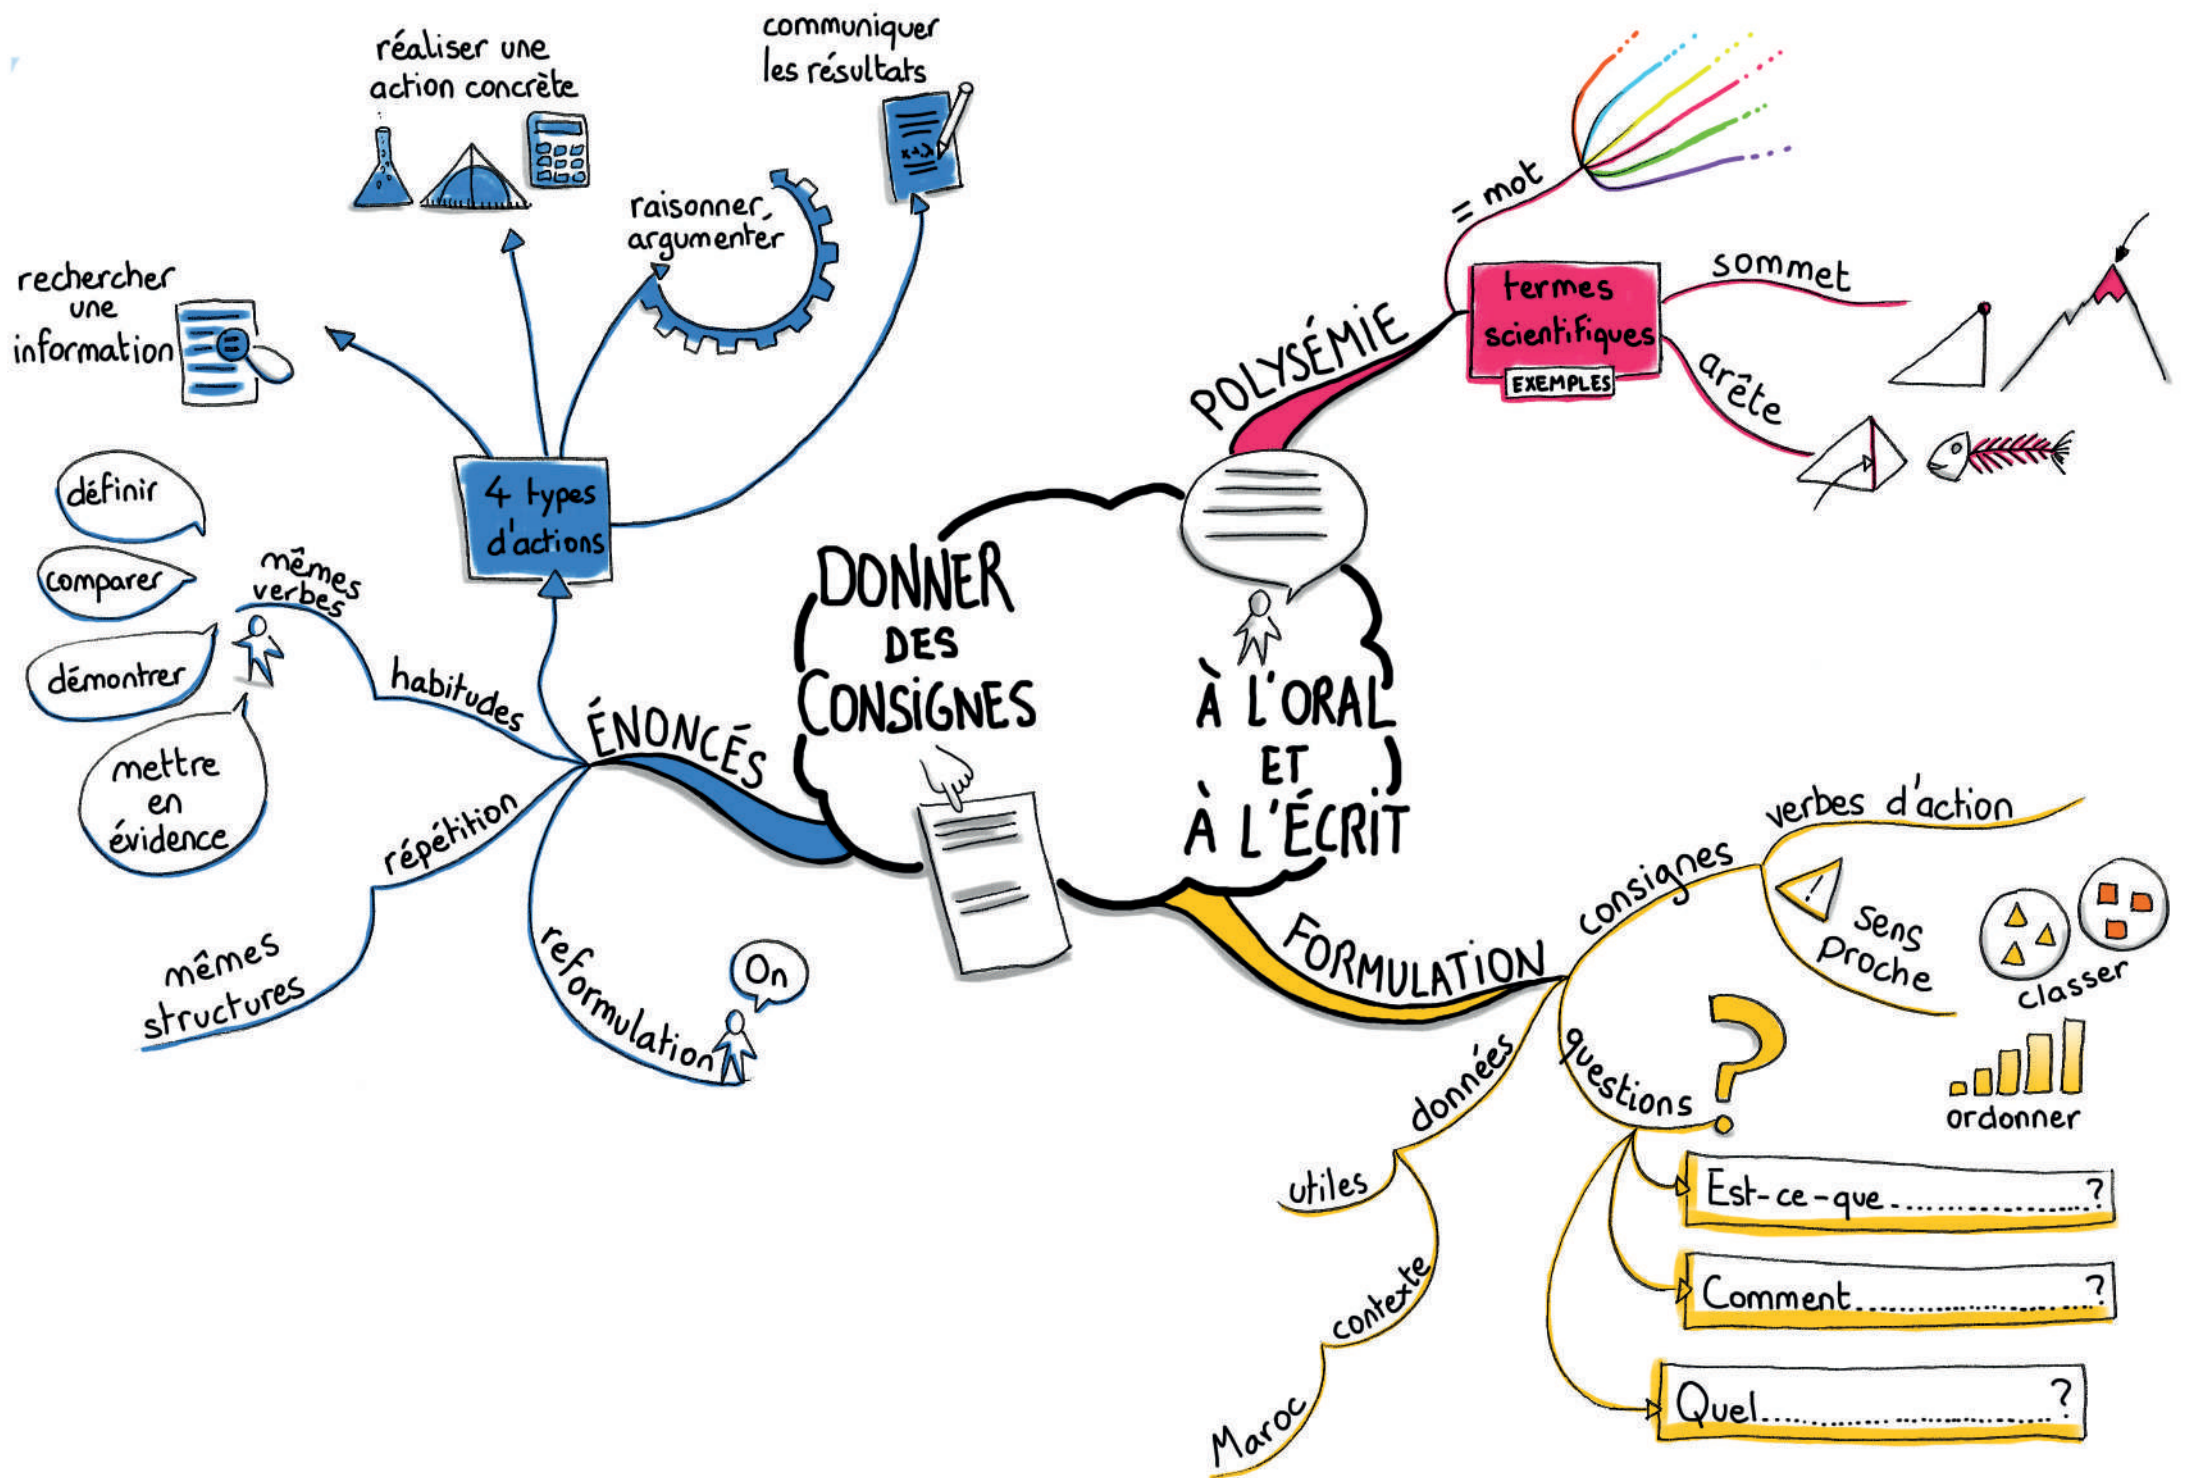 DONNER
DES
CONSIGNES
À L'ORAL
ET
À L'ÉCRIT
POLYSÉMIE
= mot
termes
scientifiques
EXEMPLES
sommet
arête
FORMULATION
consignes
verbes d'action
!
sens
proche
classer
ordonner
questions
?
Est-ce-que...................?
Comment......................?
Quel...........................?
données
utiles
contexte
Maroc
ÉNONCÉS
4 types
d'actions
rechercher
une
information
réaliser une
action concrète
raisonner,
argumenter
communiquer
les résultats
habitudes
mêmes
verbes
définir
comparer
démontrer
mettre
en
évidence
répétition
mêmes
structures
reformulation
On